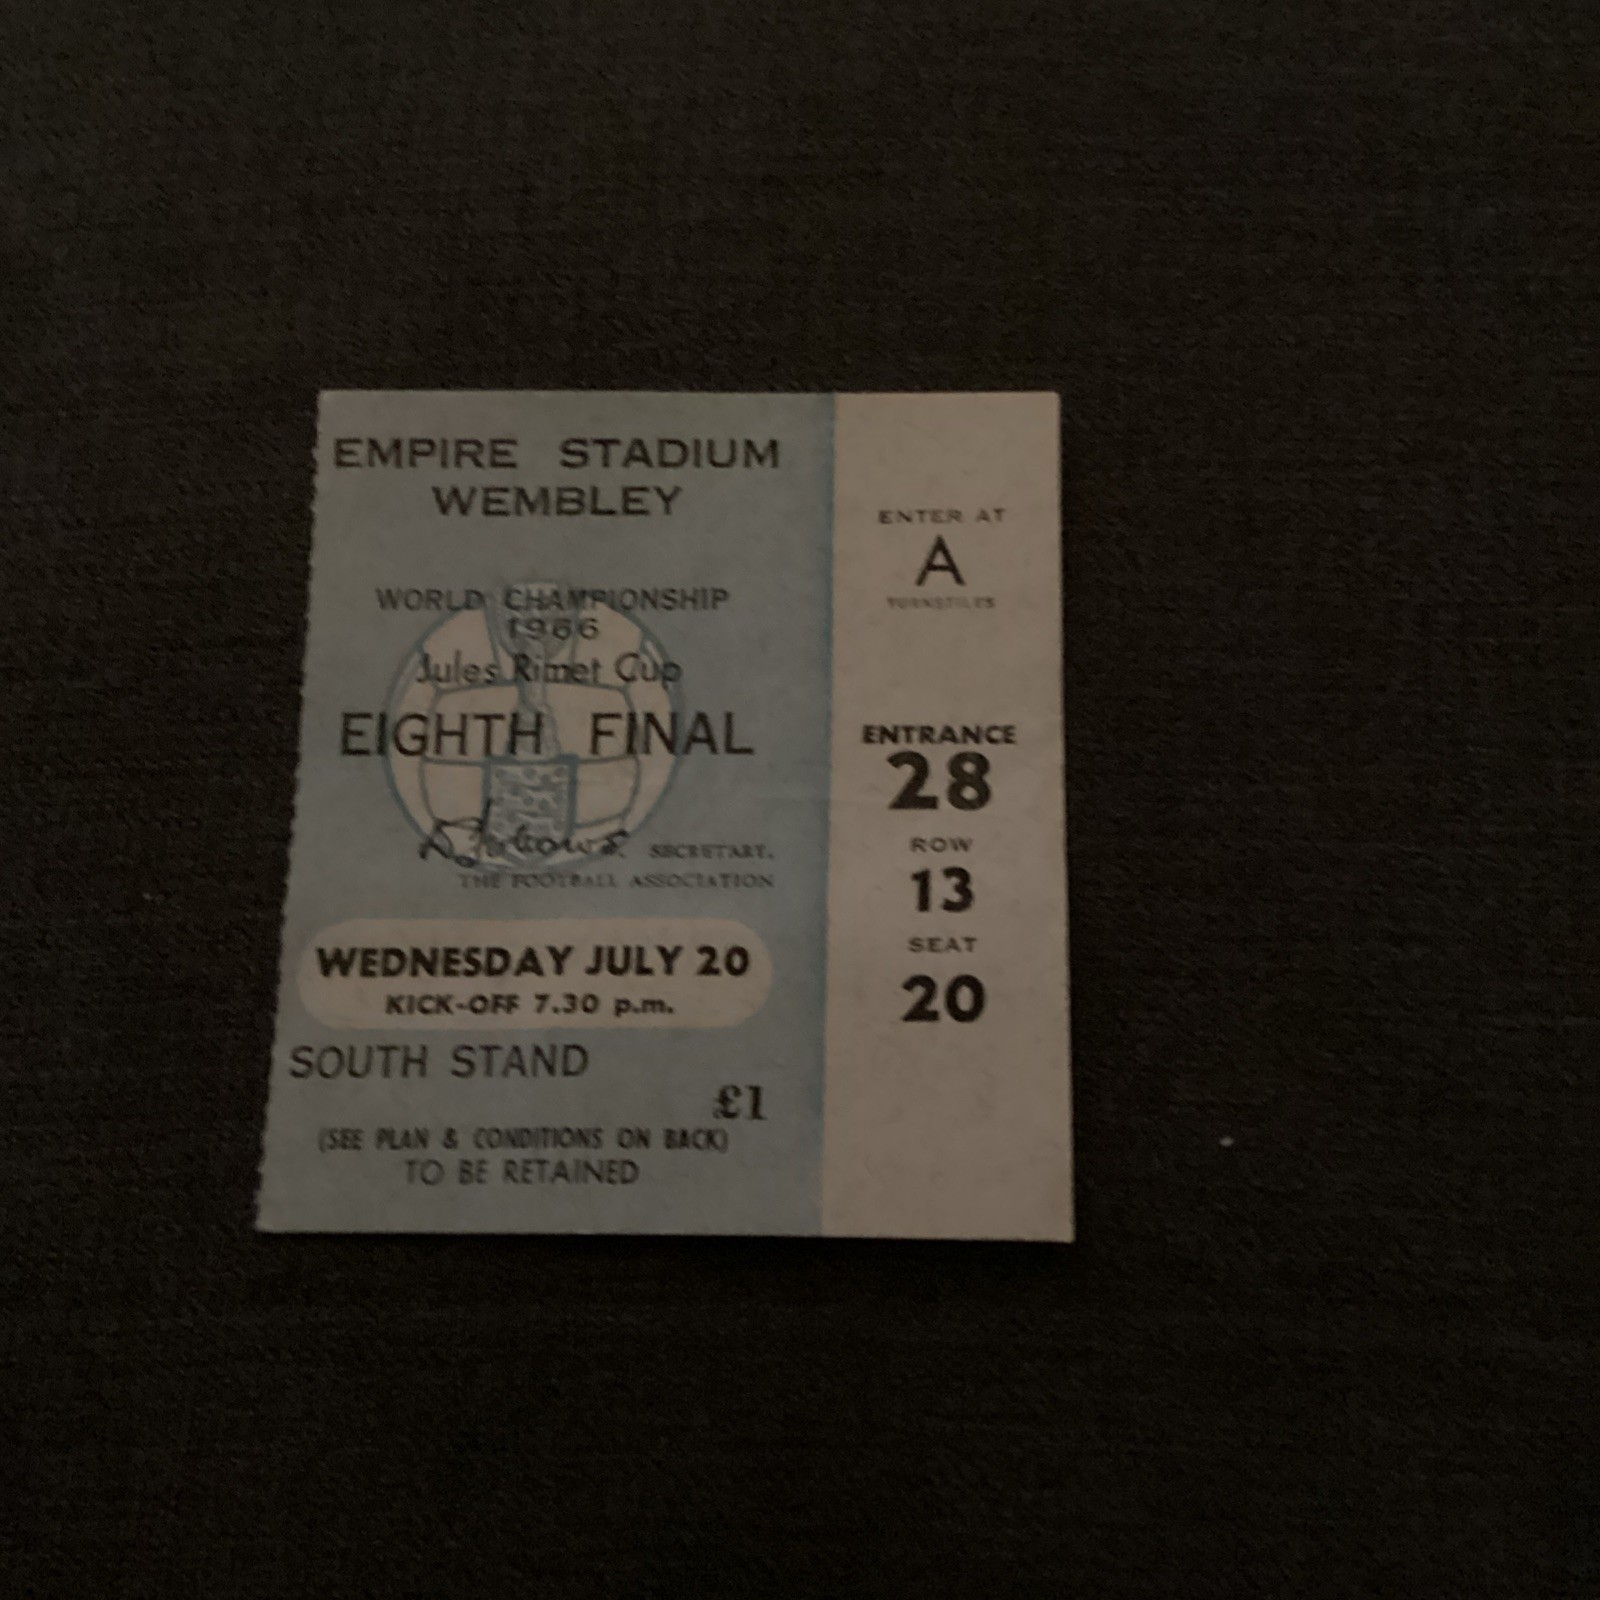 EMPIRE STADIUM
WEMBLEY
WORLD CHAMPIONSHIP
1966
Jules Rimet Cup
EIGHTH FINAL
SECRETARY,
THE FOOTBALL ASSOCIATION
WEDNESDAY JULY 20
KICK-OFF 7.30 p.m.
SOUTH STAND
£1
(SEE PLAN & CONDITIONS ON BACK)
TO BE RETAINED
ENTER AT
A
TURNSTILES
ENTRANCE
28
ROW
13
SEAT
20